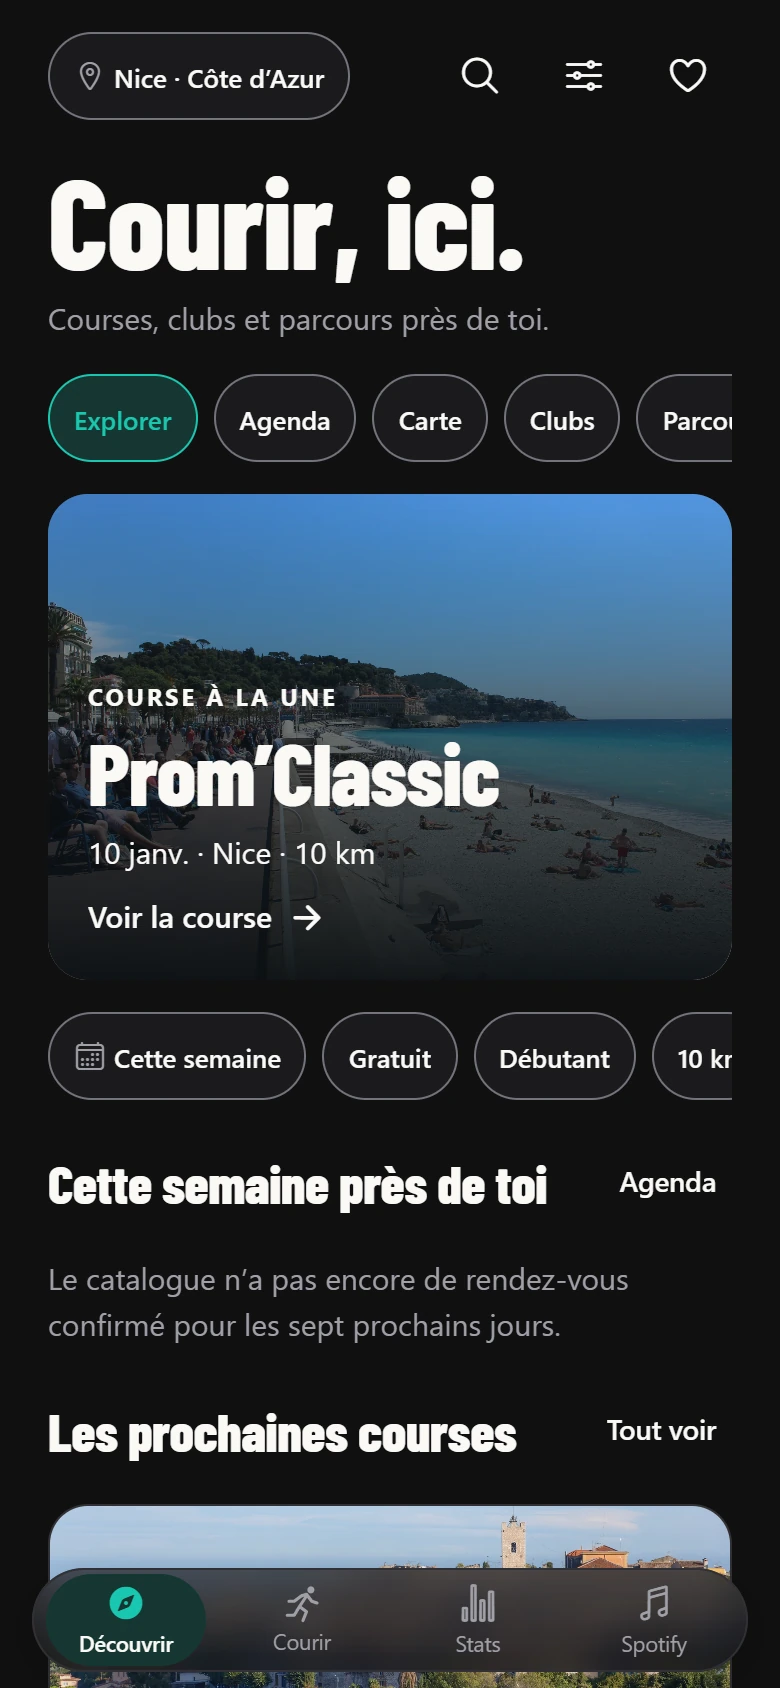 Nice · Côte d’Azur
Courir, ici.
Courses, clubs et parcours près de toi.
Explorer
Agenda
Carte
Clubs
COURSE À LA UNE
Prom’Classic
10 janv. · Nice · 10 km
Voir la course
Cette semaine
Gratuit
Débutant
10
Cette semaine près de toi
Agenda
Le catalogue n’a pas encore de rendez-vous
confirmé pour les sept prochains jours.
Les prochaines courses
Tout voir
Découvrir
Courir
Stats
Spotify